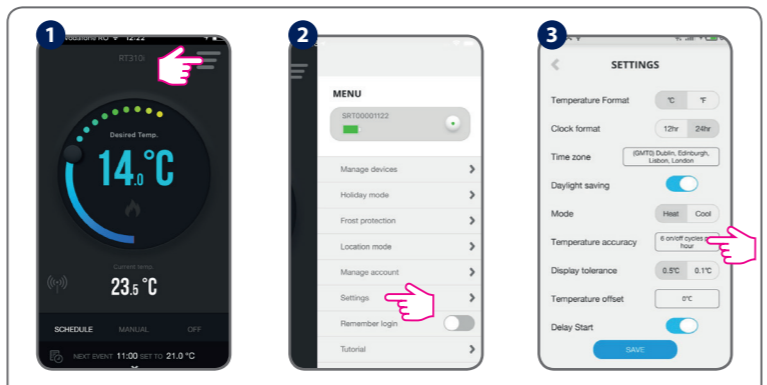 1
12:22
RT310i
Desired Temp.
14.0 °C
Current temp.
23.5 °C
SCHEDULE MANUAL OFF
NEXT EVENT 11:00 SET TO 21.0 °C
2
MENU
SRT00001122
Manage devices
Holiday mode
Frost protection
Location mode
Manage account
Settings
Remember login
Tutorial
3
SETTINGS
Temperature Format °C °F
Clock format 12hr 24hr
Time zone (GMT0) Dublin, Edinburgh,
Lisbon, London
Daylight saving
Mode Heat Cool
Temperature accuracy 6 on/off cycles
hour
Display tolerance 0.5°C 0.1°C
Temperature offset 0°C
Delay Start
SAVE